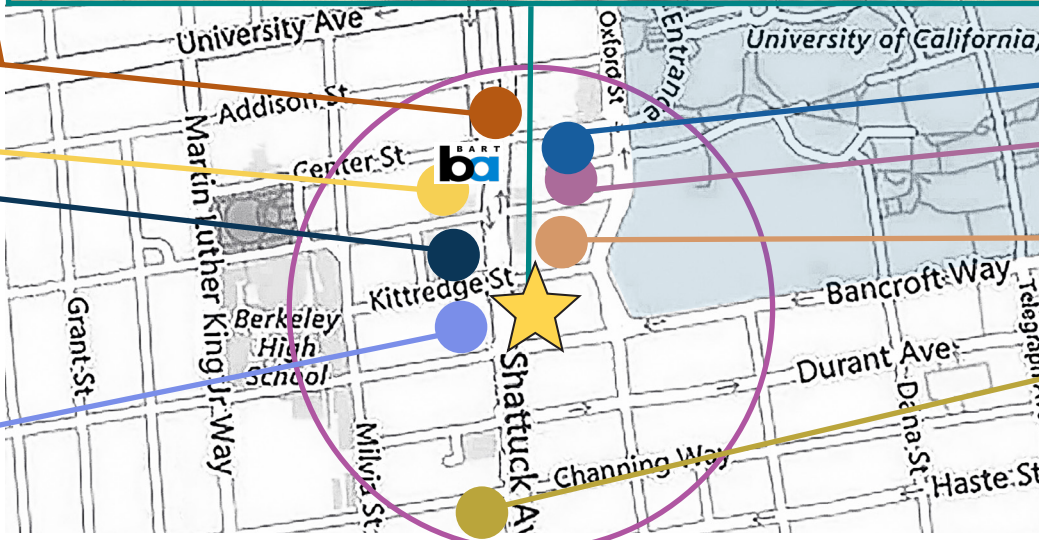 University Ave
Oxford St
Entrance
University of California,
Addison St
Martin Luther King Jr Way
Center St
BART
ba
Kittredge St
Bancroft Way
Grant St
Berkeley
High
School
Telegraph Av
Durant Ave
Shattuck Av
Dana St
Milvia St
Channing Way
Haste St